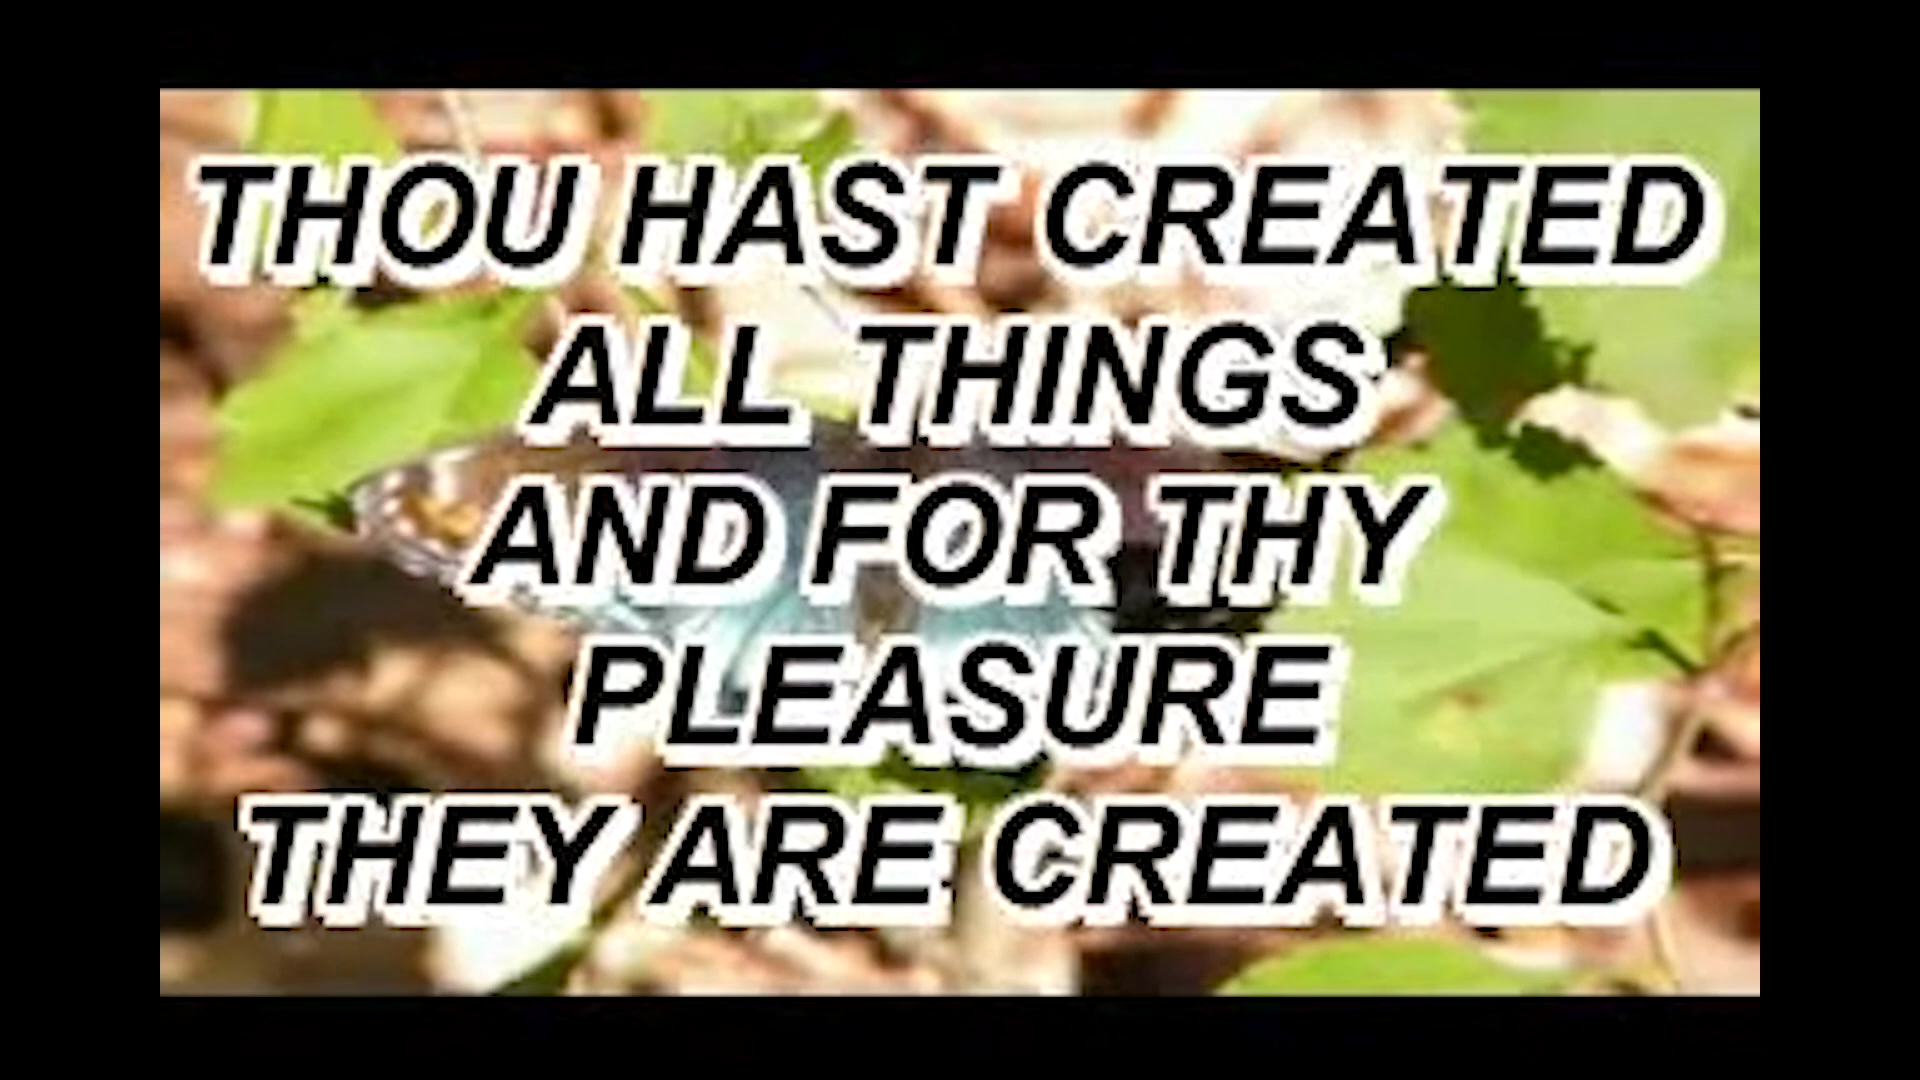 THOU HAST CREATED
ALL THINGS
AND FOR THY
PLEASURE
THEY ARE CREATED